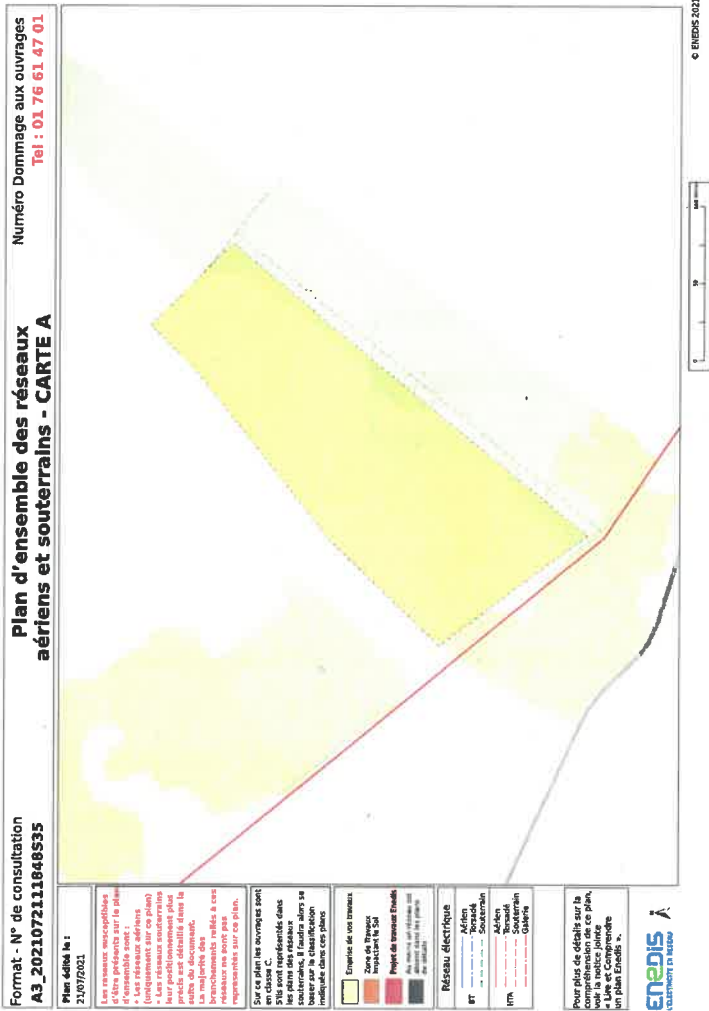 Format - N° de consultation
A3_2021072111848535
Plan d'ensemble des réseaux
aériens et souterrains - CARTE A
Numéro Dommage aux ouvrages
Tel : 01 76 61 47 01
Plan édité le :
21/07/2021
Les réseaux susceptibles
d'être présents sur le plan
d'ensemble sont :
- Les réseaux aériens
(uniquement sur ce plan)
- Les réseaux souterrains
leur positionnement plus
précis est détaillé dans la
suite du document.
La majorité des
branchements reliés à ces
réseaux ne sont pas
représentés sur ce plan.
Sur ce plan les ouvrages sont
en classe C.
S'ils sont représentés dans
les plans des réseaux
souterrains, il faudra alors se
baser sur la classification
indiquée dans ces plans
Emprise de vos travaux
Zone de Travaux
Impactant le Sol
Projet de travaux Enedis
Réseau électrique
BT
Aérien
Torsadé
Souterrain
HTA
Aérien
Torsadé
Souterrain
Galerie
Pour plus de détails sur la
compréhension de ce plan,
voir la notice jointe
« Lire et Comprendre
un plan Enedis ».
ENEDIS
L'ELECTRICITE EN RESEAU
0 50
© ENEDIS 2021